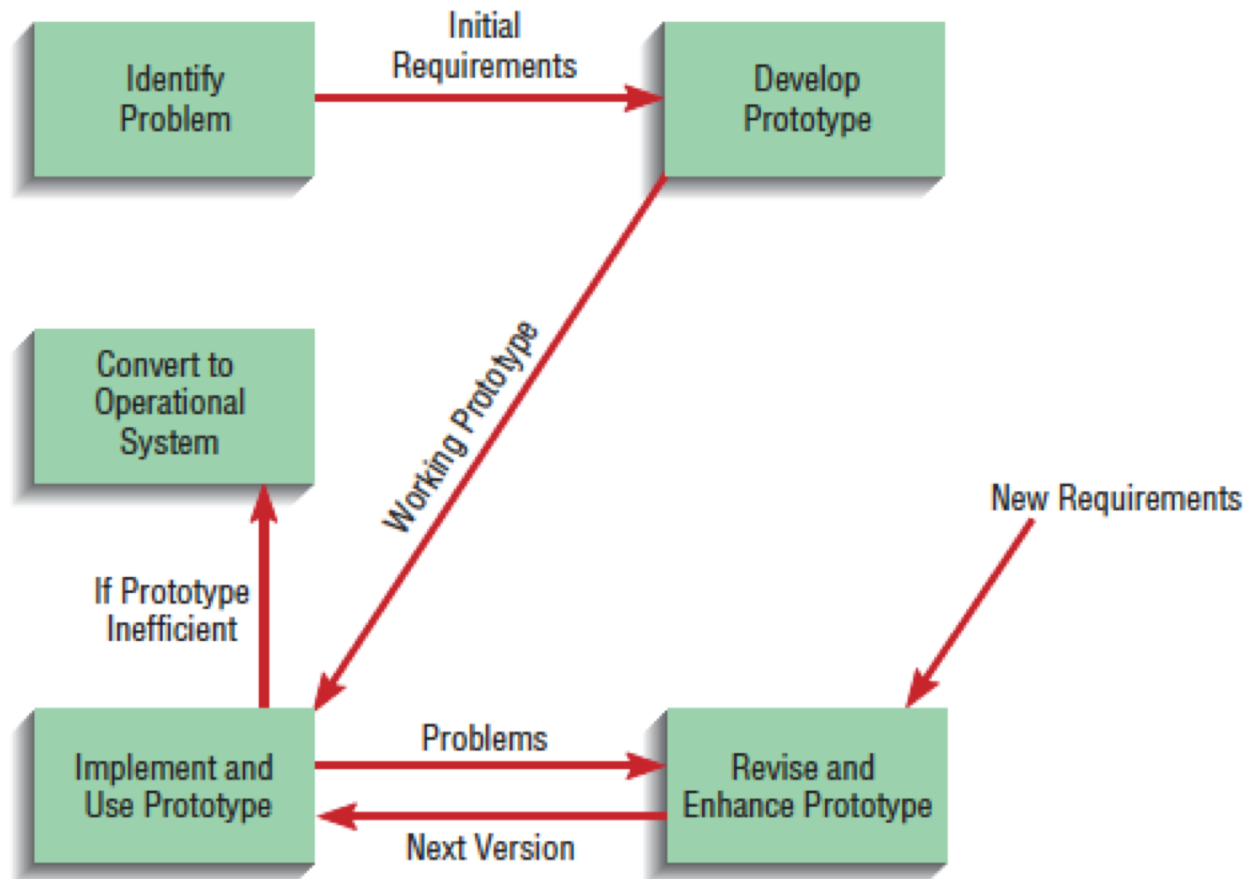 Identify
Problem
Initial
Requirements
Develop
Prototype
Convert to
Operational
System
Working Prototype
New Requirements
If Prototype
Inefficient
Implement and
Use Prototype
Problems
Next Version
Revise and
Enhance Prototype